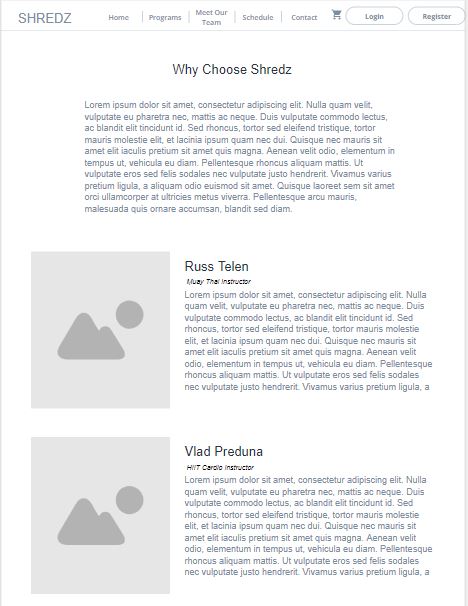 SHREDZ
Home
Programs
Meet Our
Team
Schedule
Contact
Login
Register
Why Choose Shredz
Lorem ipsum dolor sit amet, consectetur adipiscing elit. Nulla quam velit,
vulputate eu pharetra nec, mattis ac neque. Duis vulputate commodo lectus,
ac blandit elit tincidunt id. Sed rhoncus, tortor sed eleifend tristique, tortor
mauris molestie elit, et lacinia ipsum quam nec dui. Quisque nec mauris sit
amet elit iaculis pretium sit amet quis magna. Aenean velit odio, elementum in
tempus ut, vehicula eu diam. Pellentesque rhoncus aliquam mattis. Ut
vulputate eros sed felis sodales nec vulputate justo hendrerit. Vivamus varius
pretium ligula, a aliquam odio euismod sit amet. Quisque laoreet sem sit amet
orci ullamcorper at ultricies metus viverra. Pellentesque arcu mauris,
malesuada quis ornare accumsan, blandit sed diam.
Russ Telen
Muay Thai Instructor
Lorem ipsum dolor sit amet, consectetur adipiscing elit. Nulla quam
velit, vulputate eu pharetra nec, mattis ac neque. Duis vulputate
commodo lectus, ac blandit elit tincidunt id. Sed
rhoncus, tortor sed eleifend tristique, tortor mauris molestie
elit, et lacinia ipsum quam nec dui. Quisque nec mauris sit
amet elit iaculis pretium sit amet quis magna. Aenean velit
odio, elementum in tempus ut, vehicula eu diam. Pellentesque
rhoncus aliquam mattis. Ut vulputate eros sed felis sodales
nec vulputate justo hendrerit. Vivamus varius pretium ligula, a
Vlad Preduna
HIIT Cardio Instructor
Lorem ipsum dolor sit amet, consectetur adipiscing elit. Nulla quam
velit, vulputate eu pharetra nec, mattis ac neque. Duis vulputate
commodo lectus, ac blandit elit tincidunt id. Sed
rhoncus, tortor sed eleifend tristique, tortor mauris molestie
elit, et lacinia ipsum quam nec dui. Quisque nec mauris sit
amet elit iaculis pretium sit amet quis magna. Aenean velit
odio, elementum in tempus ut, vehicula eu diam. Pellentesque
rhoncus aliquam mattis. Ut vulputate eros sed felis sodales
nec vulputate justo hendrerit. Vivamus varius pretium ligula, a